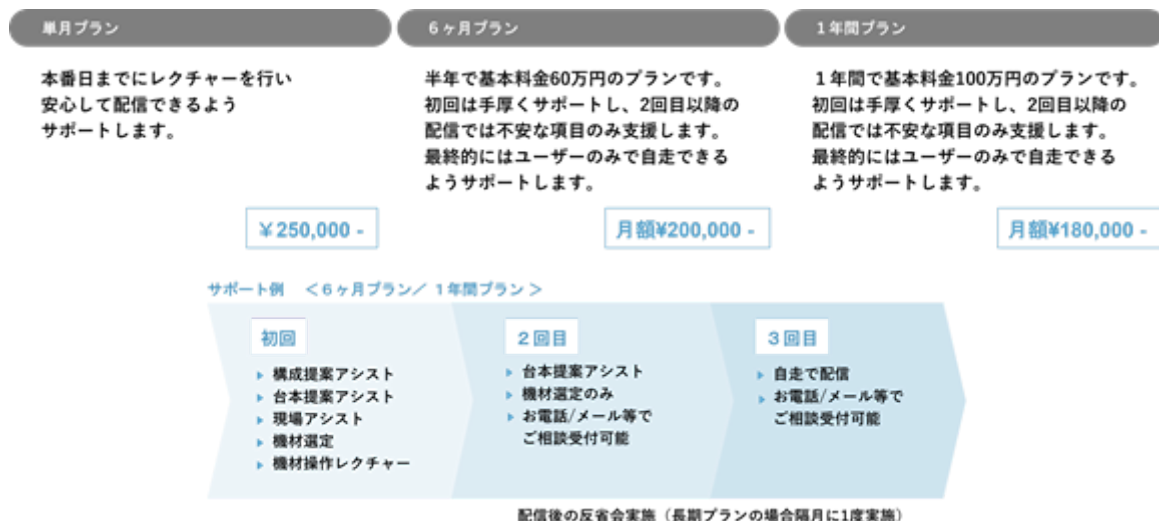 単月プラン
本番日までにレクチャーを行い
安心して配信できるよう
サポートします。
¥250,000 -
6ヶ月プラン
半年で基本料金60万円のプランです。
初回は手厚くサポートし、2回目以降の
配信では不安な項目のみ支援します。
最終的にはユーザーのみで自走できる
ようサポートします。
月額¥200,000 -
1年間プラン
1年間で基本料金100万円のプランです。
初回は手厚くサポートし、2回目以降の
配信では不安な項目のみ支援します。
最終的にはユーザーのみで自走できる
ようサポートします。
月額¥180,000 -
サポート例 <6ヶ月プラン/1年間プラン>
初回
構成提案アシスト
台本提案アシスト
現場アシスト
機材選定
機材操作レクチャー
2回目
台本提案アシスト
機材選定のみ
お電話/メール等で
ご相談受付可能
3回目
自走で配信
お電話/メール等で
ご相談受付可能
配信後の反省会実施(長期プランの場合隔月に1度実施)